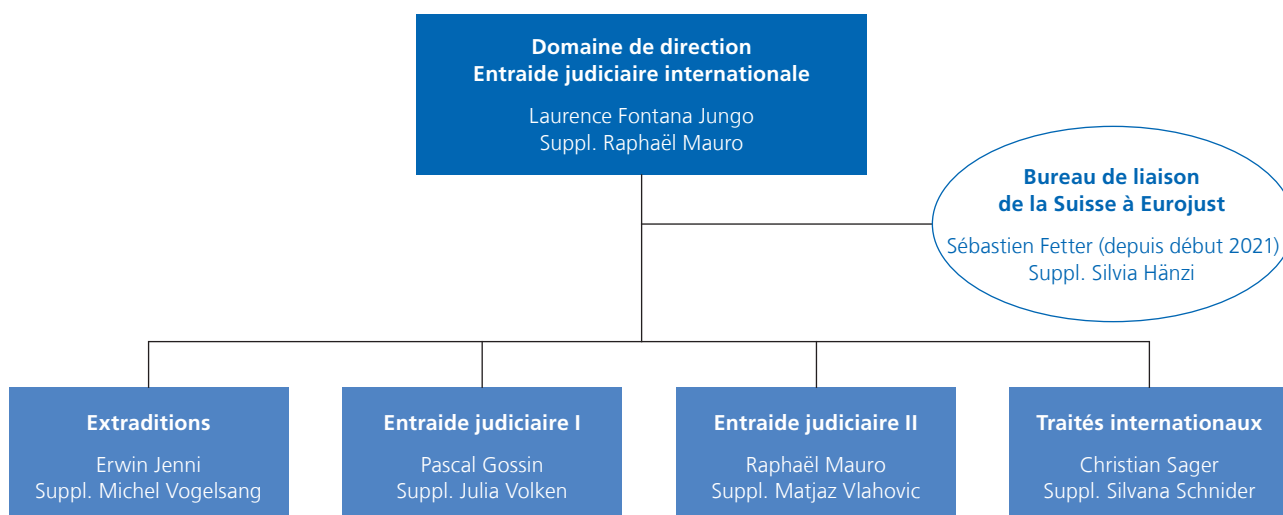 Domaine de direction
Entraide judiciaire internationale
Laurence Fontana Jungo
Suppl. Raphaël Mauro
Bureau de liaison
de la Suisse à Eurojust
Sébastien Fetter (depuis début 2021)
Suppl. Silvia Hänzi
Extraditions
Erwin Jenni
Suppl. Michel Vogelsang
Entraide judiciaire I
Pascal Gossin
Suppl. Julia Volken
Entraide judiciaire II
Raphaël Mauro
Suppl. Matjaz Vlahovic
Traités internationaux
Christian Sager
Suppl. Silvana Schnider